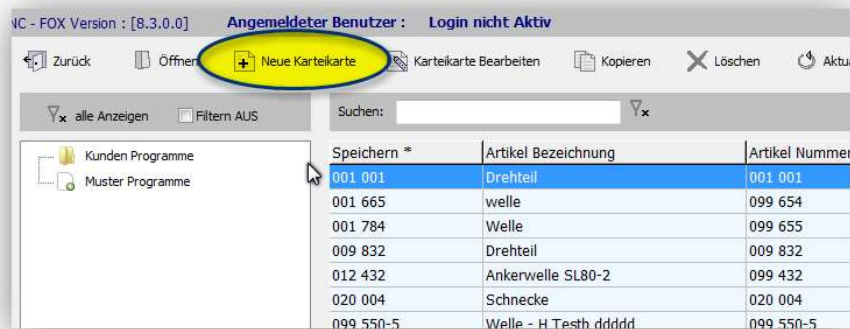 NC - FOX Version : [8.3.0.0] Angemeldeter Benutzer : Login nicht Aktiv
Zurück Öffnen Neue Karteikarte Karteikarte Bearbeiten Kopieren Löschen
alle Anzeigen Filtern AUS Suchen:
Kunden Programme
Muster Programme
Speichern * Artikel Bezeichnung Artikel Nummer
001 001 Drehteil 001 001
001 665 welle 099 654
001 784 Welle 099 655
009 832 Drehteil 009 832
012 432 Ankerwelle SL80-2 099 432
020 004 Schnecke 020 004
099 550-5 Welle - H Testb ddddd 099 550-5